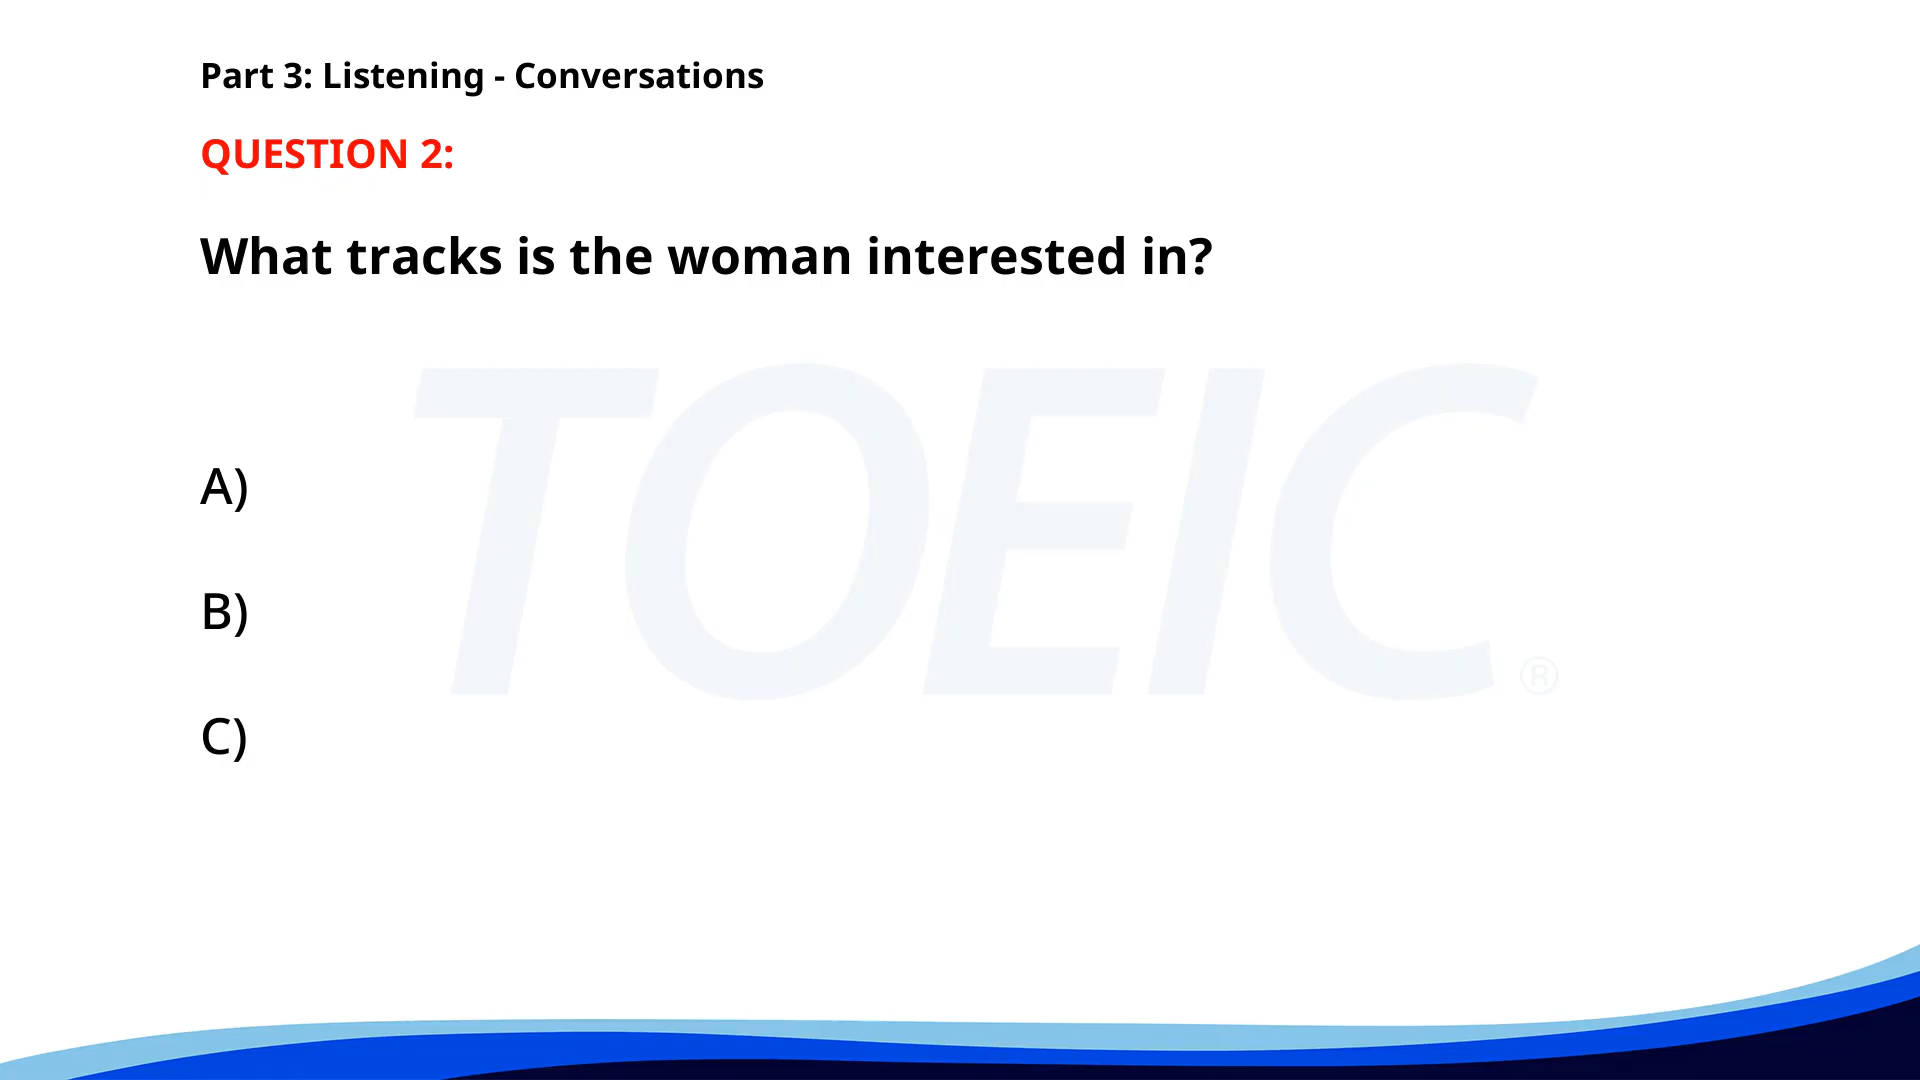 Part 3: Listening - Conversations
QUESTION 2:
What tracks is the woman interested in?
TOEIC®
A)
B)
C)